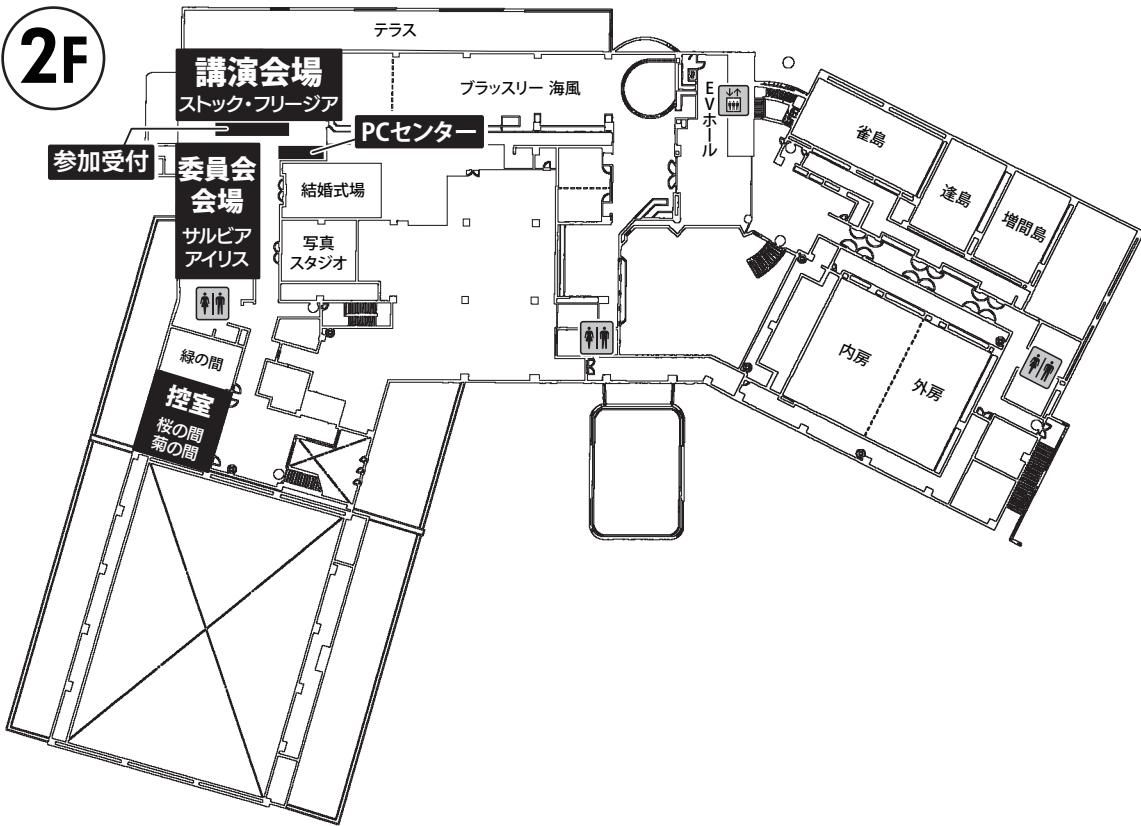 2F
テラス
講演会場
ストック・フリージア
ブラッスリー 海風
EVホール
PCセンター
参加受付
委員会
会場
サルビア
アイリス
結婚式場
写真
スタジオ
雀島
逢島
増間島
緑の間
控室
桜の間
菊の間
内房
外房